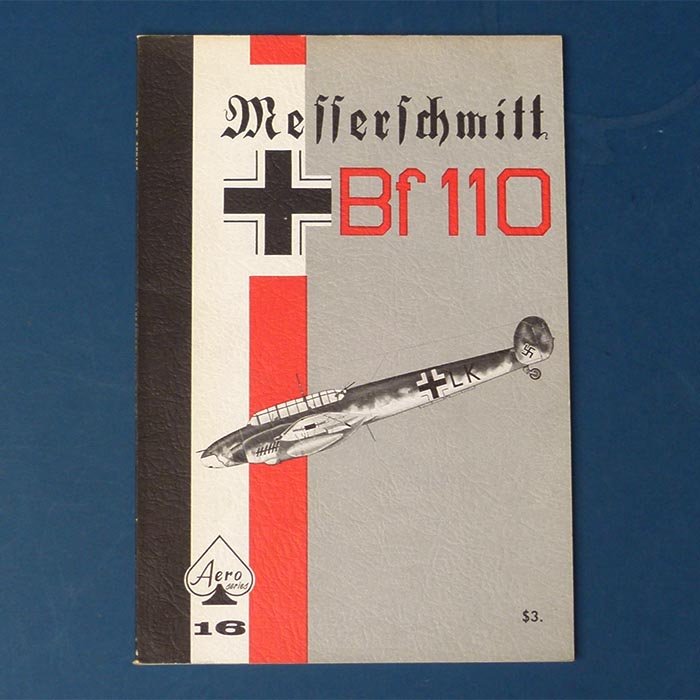 Messerschmitt
Bf 110
LK
Aero
series
16
$3.